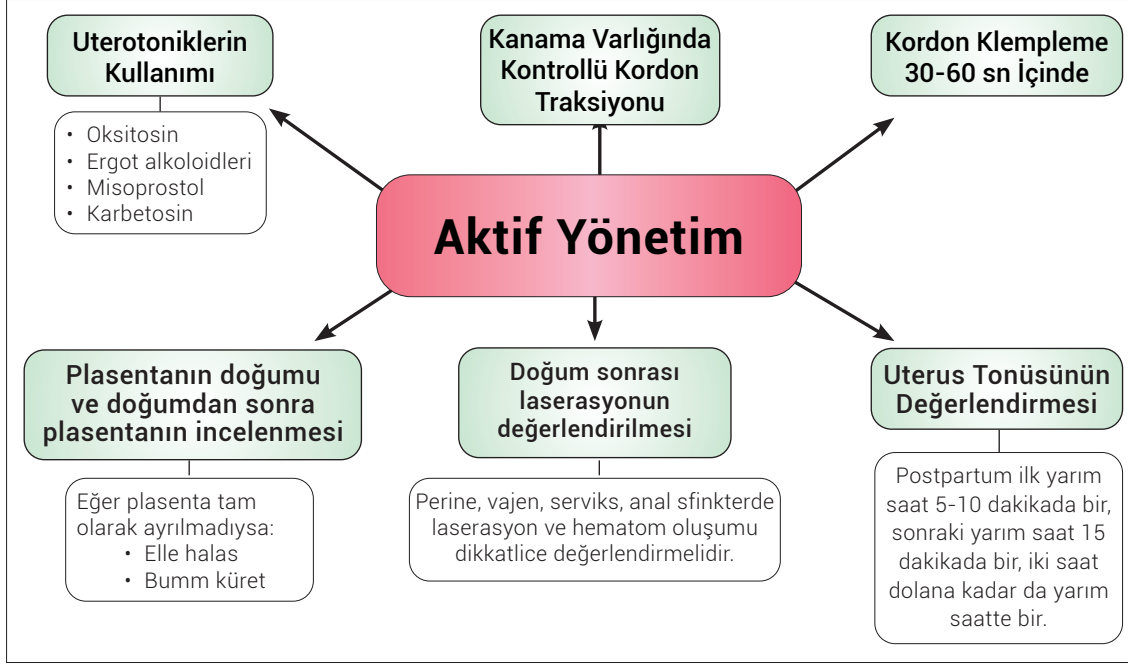 Uterotoniklerin
Kullanımı
• Oksitosin
• Ergot alkoloidleri
• Misoprostol
• Karbetosin
Kanama Varlığında
Kontrollü Kordon
Traksiyonu
Kordon Klempleme
30-60 sn İçinde
Aktif Yönetim
Plasentanın doğumu
ve doğumdan sonra
plasentanın incelenmesi
Eğer plasenta tam
olarak ayrılmadıysa:
• Elle halas
• Bumm küret
Doğum sonrası
laserasyonun
değerlendirilmesi
Perine, vajen, serviks, anal sfinkterde
laserasyon ve hematom oluşumu
dikkatlice değerlendirmelidir.
Uterus Tonüsünün
Değerlendirmesi
Postpartum ilk yarım
saat 5-10 dakikada bir,
sonraki yarım saat 15
dakikada bir, iki saat
dolana kadar da yarım
saatte bir.